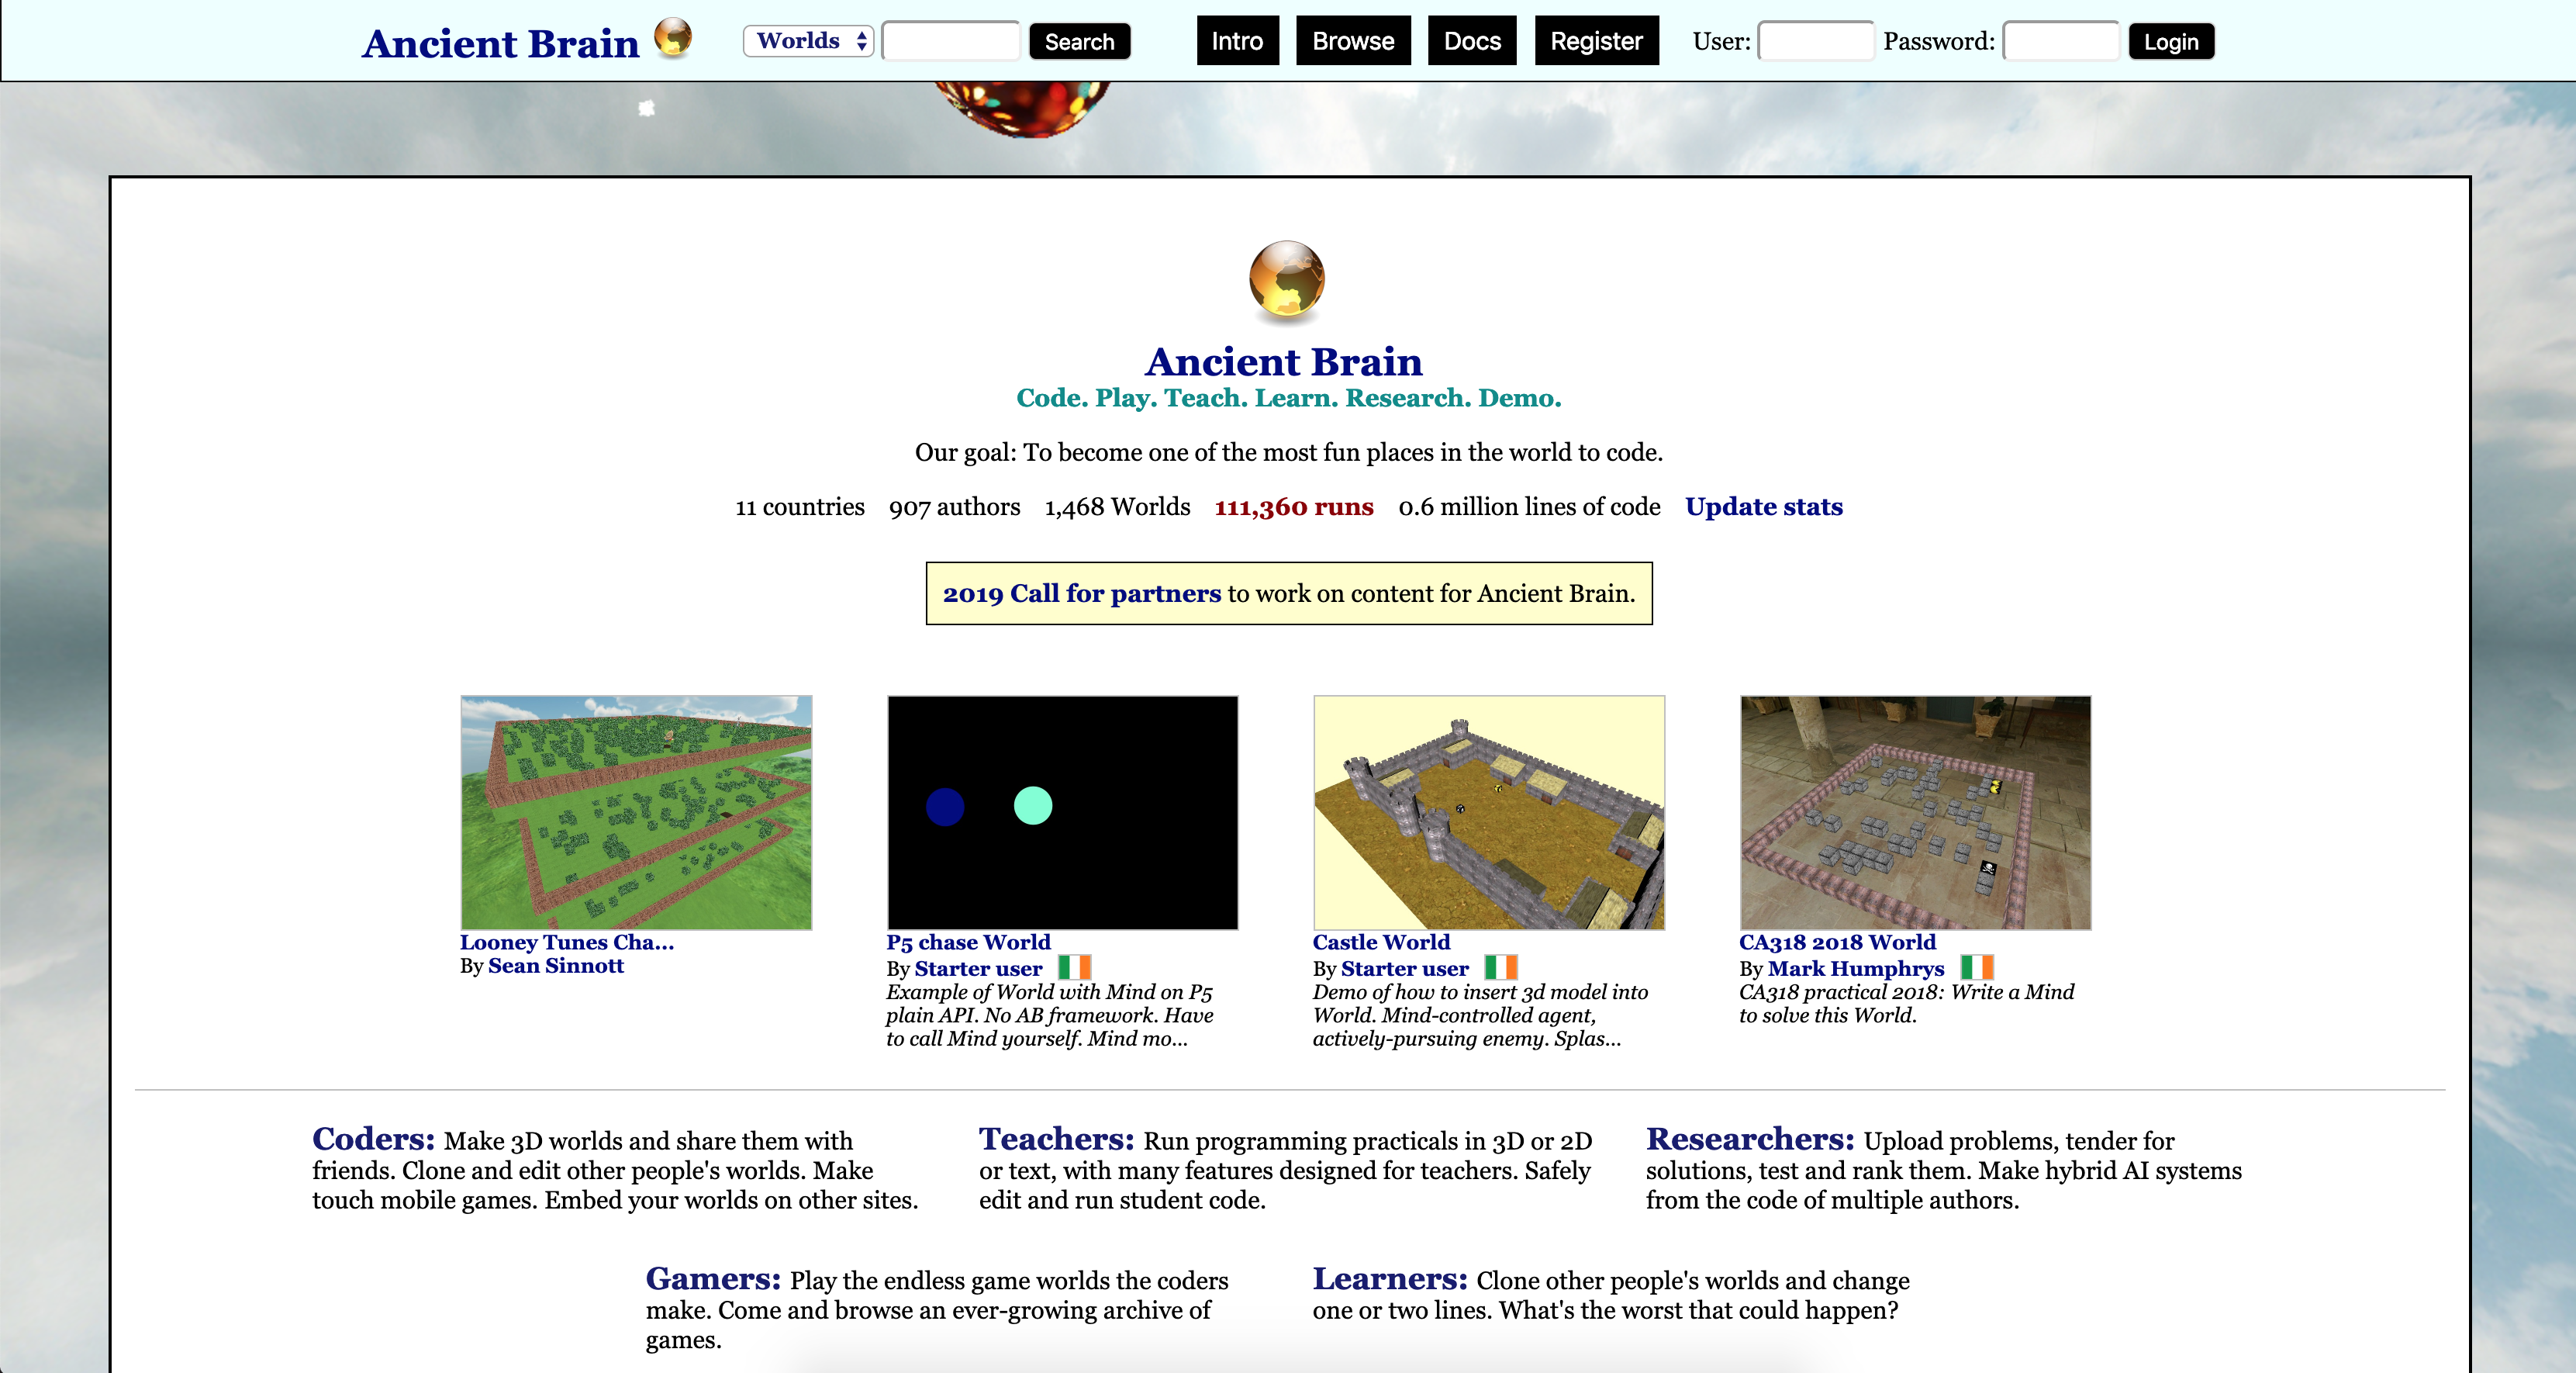 Ancient Brain Worlds Search Intro Browse Docs Register User: Password: Login
Ancient Brain
Code. Play. Teach. Learn. Research. Demo.
Our goal: To become one of the most fun places in the world to code.
11 countries 907 authors 1,468 Worlds 111,360 runs 0.6 million lines of code Update stats
2019 Call for partners to work on content for Ancient Brain.
Looney Tunes Cha...
By Sean Sinnott
P5 chase World
By Starter user
Example of World with Mind on P5
plain API. No AB framework. Have
to call Mind yourself. Mind mo...
Castle World
By Starter user
Demo of how to insert 3d model into
World. Mind-controlled agent,
actively-pursuing enemy. Splas...
CA318 2018 World
By Mark Humphrys
CA318 practical 2018: Write a Mind
to solve this World.
Coders: Make 3D worlds and share them with
friends. Clone and edit other people's worlds. Make
touch mobile games. Embed your worlds on other sites.
Teachers: Run programming practicals in 3D or 2D
or text, with many features designed for teachers. Safely
edit and run student code.
Researchers: Upload problems, tender for
solutions, test and rank them. Make hybrid AI systems
from the code of multiple authors.
Gamers: Play the endless game worlds the coders
make. Come and browse an ever-growing archive of
games.
Learners: Clone other people's worlds and change
one or two lines. What's the worst that could happen?